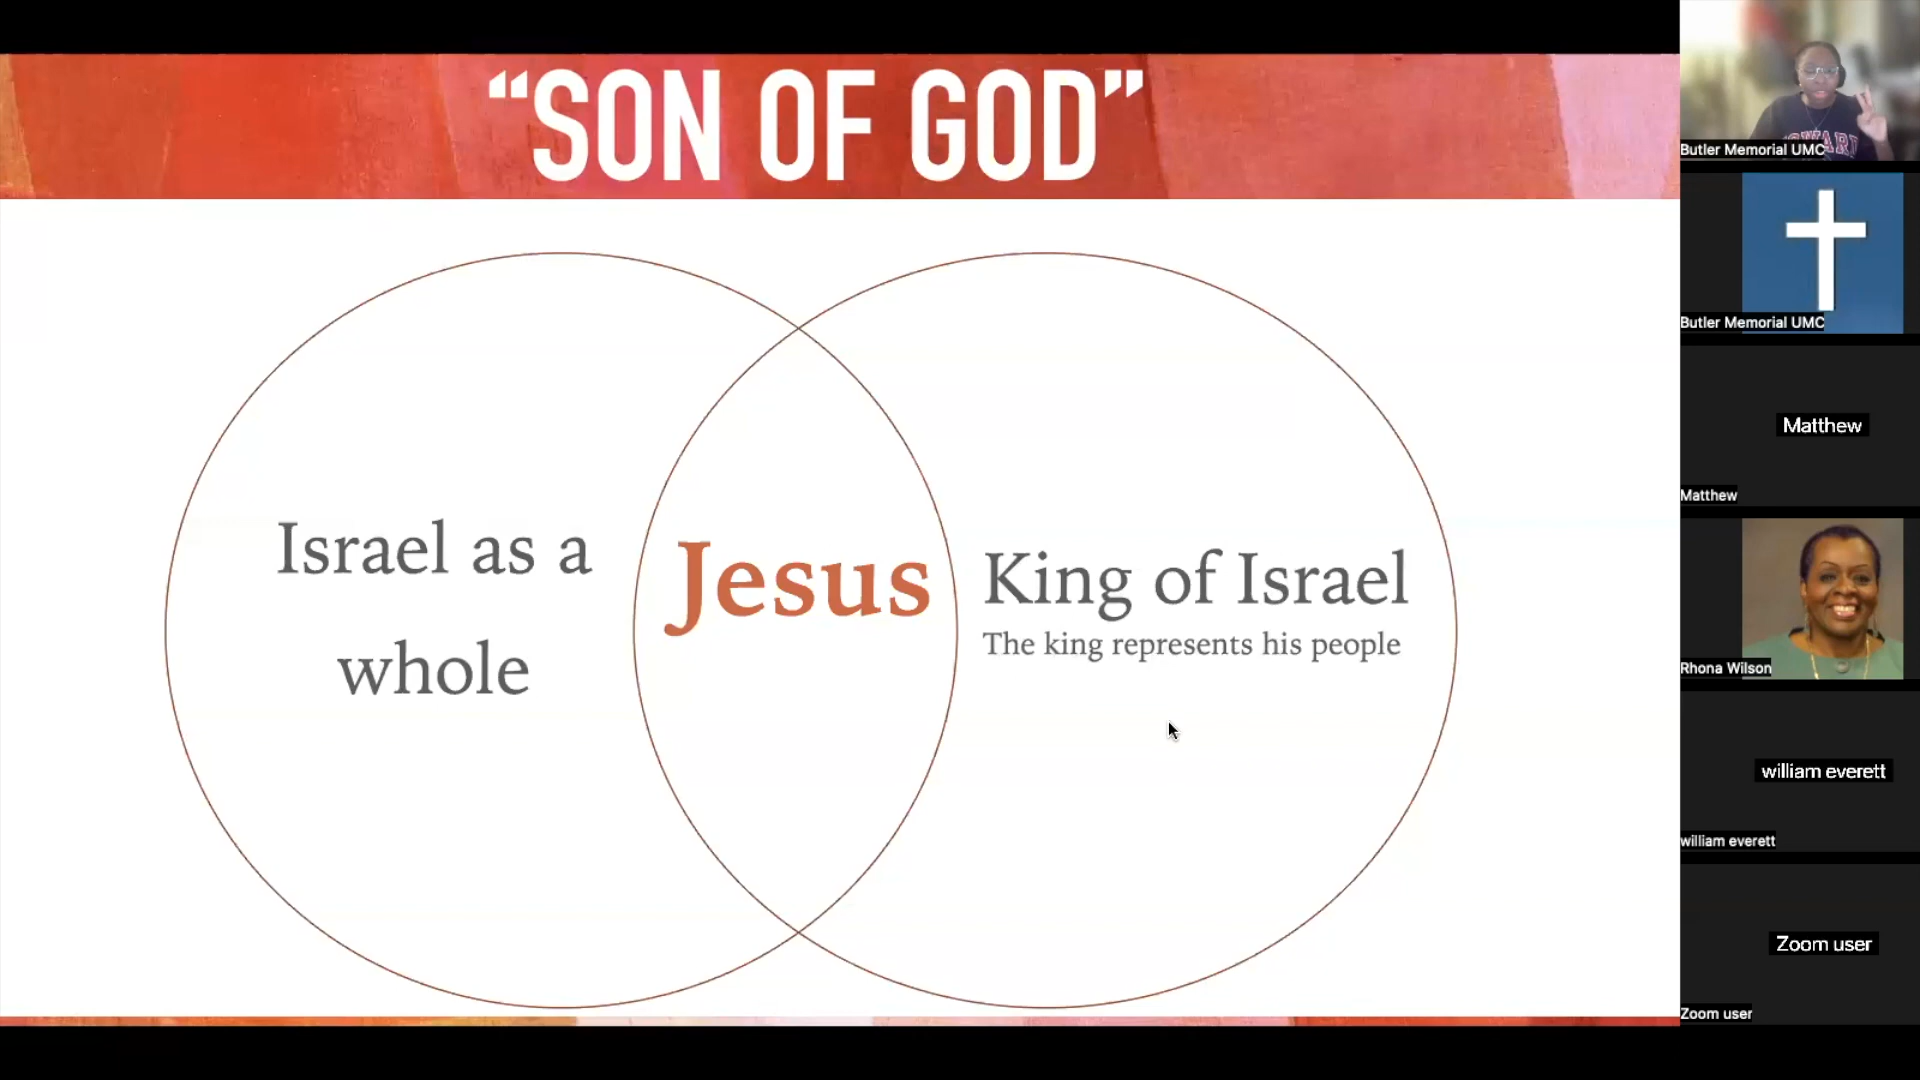 “SON OF GOD”
Israel as a
whole
Jesus
King of Israel
The king represents his people
Butler Memorial UMC
Butler Memorial UMC
Matthew
Matthew
Rhona Wilson
william everett
william everett
Zoom user
Zoom user